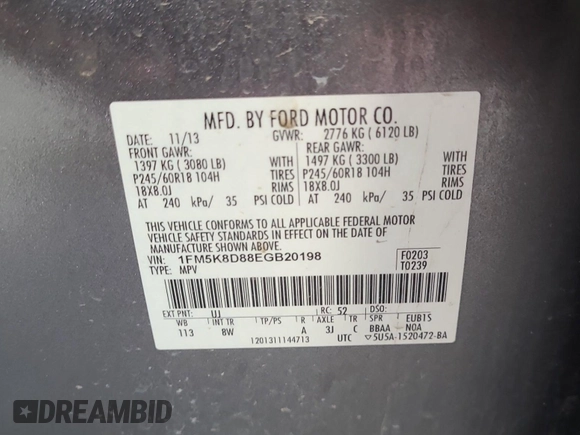 MFD. BY FORD MOTOR CO.
DATE: 11/13 GVWR: 2776 KG ( 6120 LB)
FRONT GAWR: REAR GAWR:
1397 KG ( 3080 LB) WITH 1497 KG ( 3300 LB) WITH
P245/60R18 104H TIRES P245/60R18 104H TIRES
18X8.0J RIMS 18X8.0J RIMS
AT 240 kPa/ 35 PSI COLD AT 240 kPa/ 35 PSI COLD
THIS VEHICLE CONFORMS TO ALL APPLICABLE FEDERAL MOTOR
VEHICLE SAFETY STANDARDS IN EFFECT ON THE DATE OF
MANUFACTURE SHOWN ABOVE.
VIN: 1FM5K8D88EGB20198 F0203
TYPE: MPV T0239
EXT PNT: UJ RC: 52 DSO:
WB INT TR TP/PS R AXLE TR SPR EUB1S
113 8W A 3J C BBAA N0A
1201311144713 UTC 5U5A-1520472-BA
DREAMBID